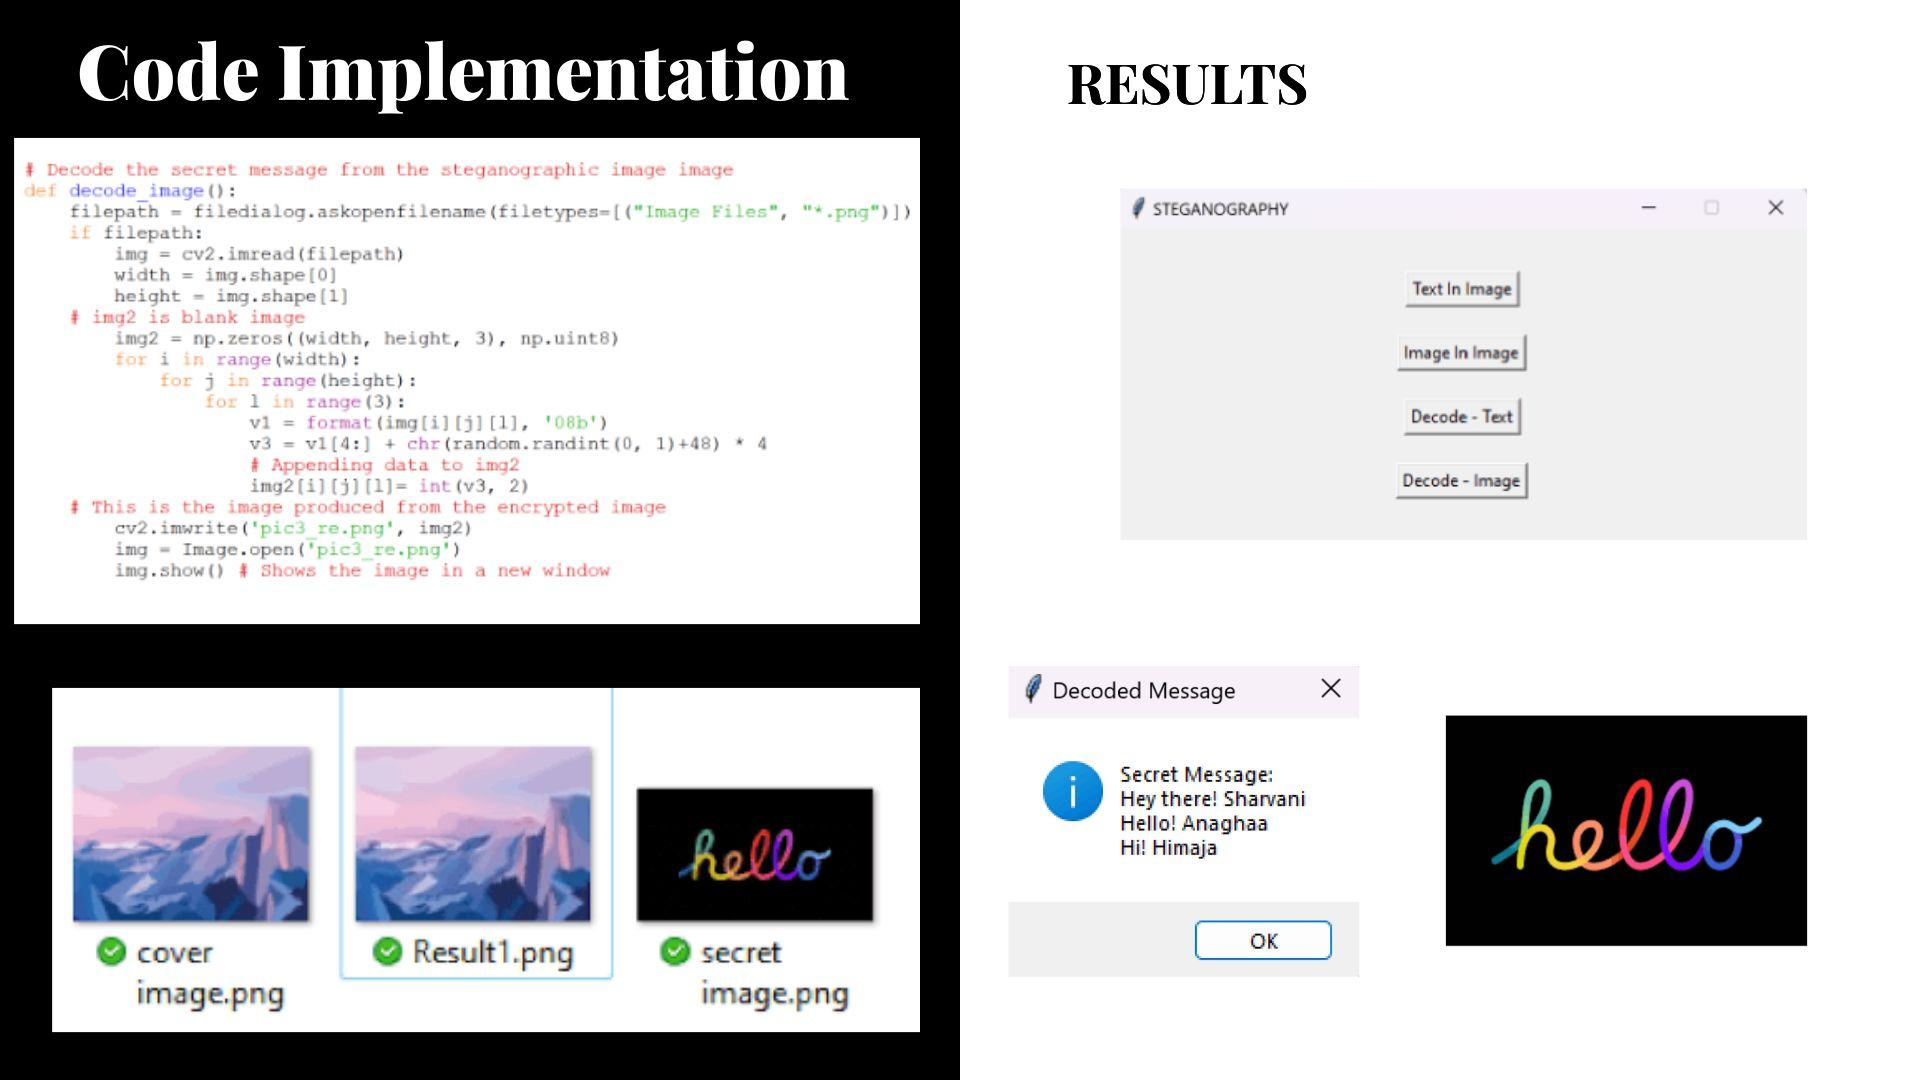 Code Implementation
# Decode the secret message from the steganographic image image
def decode_image():
    filepath = filedialog.askopenfilename(filetypes=[("Image Files", "*.png")])
    if filepath:
        img = cv2.imread(filepath)
        width = img.shape[0]
        height = img.shape[1]
    # img2 is blank image
        img2 = np.zeros((width, height, 3), np.uint8)
        for i in range(width):
            for j in range(height):
                for l in range(3):
                    v1 = format(img[i][j][l], '08b')
                    v3 = v1[4:] + chr(random.randint(0, 1)+48) * 4
                    # Appending data to img2
                    img2[i][j][l]= int(v3, 2)
    # This is the image produced from the encrypted image
        cv2.imwrite('pic3_re.png', img2)
        img = Image.open('pic3_re.png')
        img.show() # Shows the image in a new window
hello
cover
image.png
Result1.png
secret
image.png
RESULTS
STEGANOGRAPHY
Text In Image
Image In Image
Decode - Text
Decode - Image
Decoded Message
Secret Message:
Hey there! Sharvani
Hello! Anaghaa
Hi! Himaja
OK
hello